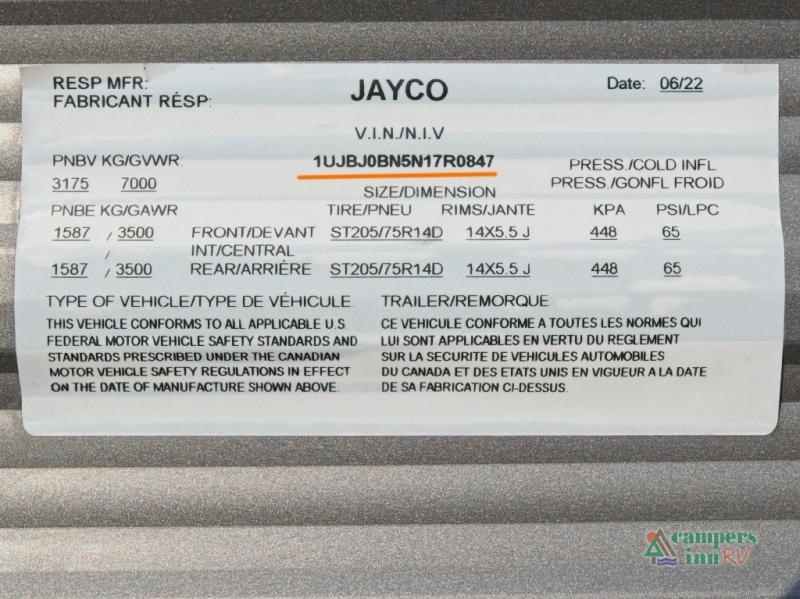 RESP MFR: JAYCO Date: 06/22
FABRICANT RÉSP:
V.I.N./N.I.V
PNBV KG/GVWR: 1UJBJ0BN5N17R0847 PRESS./COLD INFL
3175 7000 SIZE/DIMENSION PRESS./GONFL FROID
PNBE KG/GAWR TIRE/PNEU RIMS/JANTE KPA PSI/LPC
1587 / 3500 FRONT/DEVANT ST205/75R14D 14X5.5 J 448 65
/ INT/CENTRAL
1587 / 3500 REAR/ARRIÈRE ST205/75R14D 14X5.5 J 448 65
TYPE OF VEHICLE/TYPE DE VÉHICULE: TRAILER/REMORQUE
THIS VEHICLE CONFORMS TO ALL APPLICABLE U.S.
FEDERAL MOTOR VEHICLE SAFETY STANDARDS AND
STANDARDS PRESCRIBED UNDER THE CANADIAN
MOTOR VEHICLE SAFETY REGULATIONS IN EFFECT
ON THE DATE OF MANUFACTURE SHOWN ABOVE.
CE VEHICULE CONFORME A TOUTES LES NORMES QUI
LUI SONT APPLICABLES EN VERTU DU REGLEMENT
SUR LA SECURITE DE VEHICULES AUTOMOBILES
DU CANADA ET DES ETATS UNIS EN VIGUEUR A LA DATE
DE SA FABRICATION CI-DESSUS.
campers
inn RV